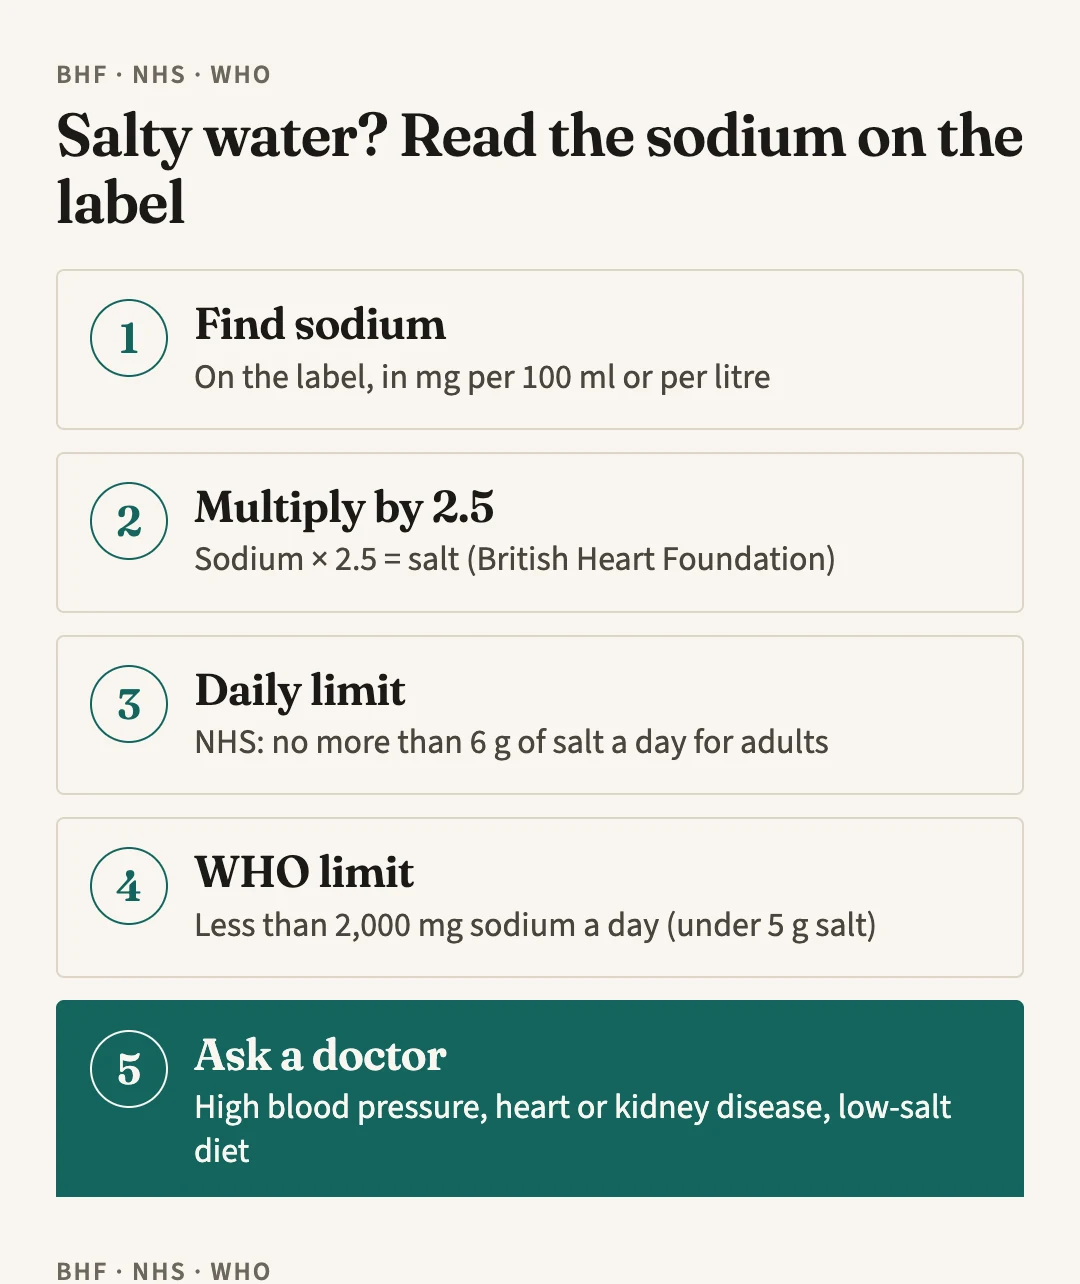 BHF · NHS · WHO
Salty water? Read the sodium on the
label
1
Find sodium
On the label, in mg per 100 ml or per litre
2
Multiply by 2.5
Sodium × 2.5 = salt (British Heart Foundation)
3
Daily limit
NHS: no more than 6 g of salt a day for adults
4
WHO limit
Less than 2,000 mg sodium a day (under 5 g salt)
5
Ask a doctor
High blood pressure, heart or kidney disease, low-salt
diet
BHF · NHS · WHO